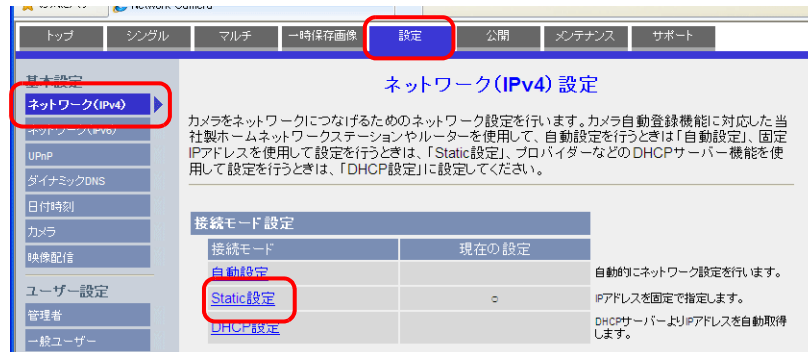 Network Camera
トップ シングル マルチ 一時保存画像 設定 公開 メンテナンス サポート
基本設定
ネットワーク(IPv4)
ネットワーク(IPv6)
UPnP
ダイナミックDNS
日付時刻
カメラ
映像配信
ユーザー設定
管理者
一般ユーザー
ネットワーク(IPv4) 設定
カメラをネットワークにつなげるためのネットワーク設定を行います。カメラ自動登録機能に対応した当
社製ホームネットワークステーションやルーターを使用して、自動設定を行うときは「自動設定」、固定
IPアドレスを使用して設定を行うときは、「Static設定」、プロバイダーなどのDHCPサーバー機能を使
用して設定を行うときは、「DHCP設定」に設定してください。
接続モード設定
接続モード 現在の設定
自動設定 自動的にネットワーク設定を行います。
Static設定 ○ IPアドレスを固定で指定します。
DHCP設定 DHCPサーバーよりIPアドレスを自動取得
します。